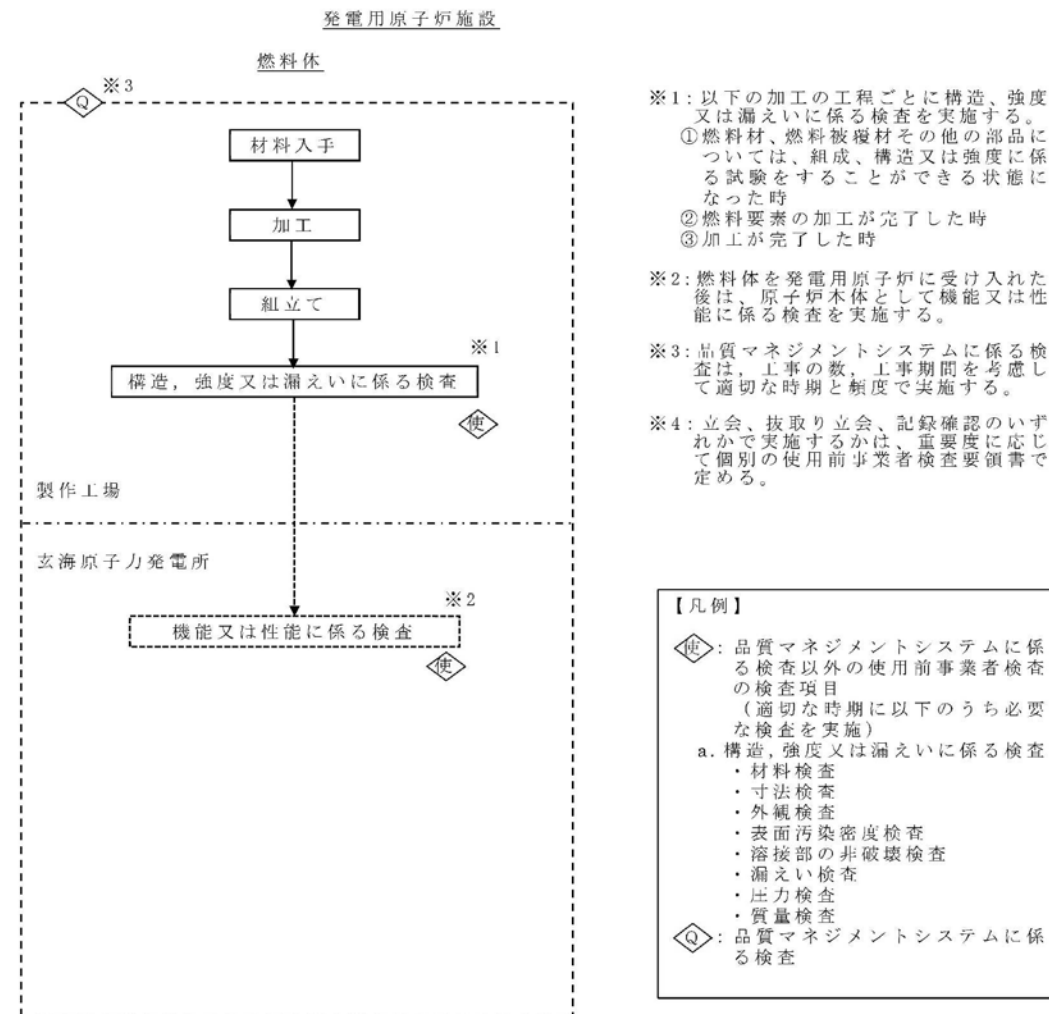 発電用原子炉施設
燃料体
Q
※3
材料入手
加工
組立て
※1
構造，強度又は漏えいに係る検査
使
製作工場
玄海原子力発電所
※2
機能又は性能に係る検査
使
※1：以下の加工の工程ごとに構造、強度
又は漏えいに係る検査を実施する。
①燃料材、燃料被覆材その他の部品に
ついては、組成、構造又は強度に係
る試験をすることができる状態に
なった時
②燃料要素の加工が完了した時
③加工が完了した時
※2：燃料体を発電用原子炉に受け入れた
後は、原子炉本体として機能又は性
能に係る検査を実施する。
※3：品質マネジメントシステムに係る検
査は，工事の数，工事期間を考慮し
て適切な時期と頻度で実施する。
※4：立会、抜取り立会、記録確認のいず
れかで実施するかは、重要度に応じ
て個別の使用前事業者検査要領書で
定める。
【凡例】
使：品質マネジメントシステムに係
る検査以外の使用前事業者検査
の検査項目
（適切な時期に以下のうち必要
な検査を実施）
a.構造，強度又は漏えいに係る検査
・材料検査
・寸法検査
・外観検査
・表面汚染密度検査
・溶接部の非破壊検査
・漏えい検査
・圧力検査
・質量検査
Q：品質マネジメントシステムに係
る検査